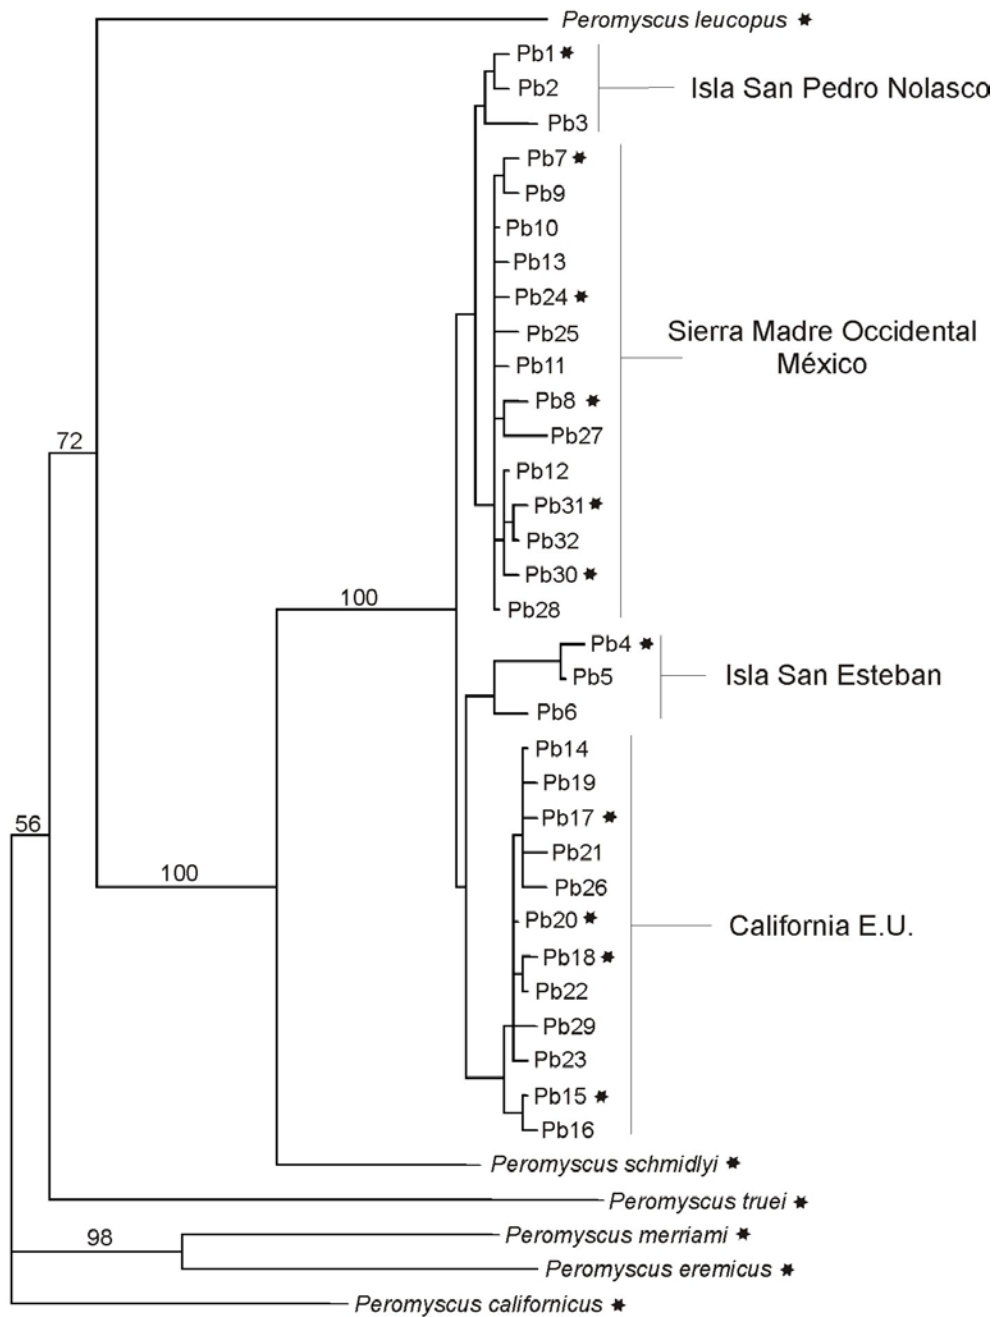 Peromyscus leucopus
Pb1
Pb2
Isla San Pedro Nolasco
Pb3
Pb7
Pb9
Pb10
Pb13
Pb24
Pb25
Sierra Madre Occidental
México
Pb11
Pb8
Pb27
72
Pb12
Pb31
Pb32
Pb30
100
Pb28
Pb4
Pb5
Isla San Esteban
Pb6
Pb14
Pb19
Pb17
56
Pb21
100
Pb26
Pb20
California E.U.
Pb18
Pb22
Pb29
Pb23
Pb15
Pb16
Peromyscus schmidlyi
Peromyscus truei
98
Peromyscus merriami
Peromyscus eremicus
Peromyscus californicus